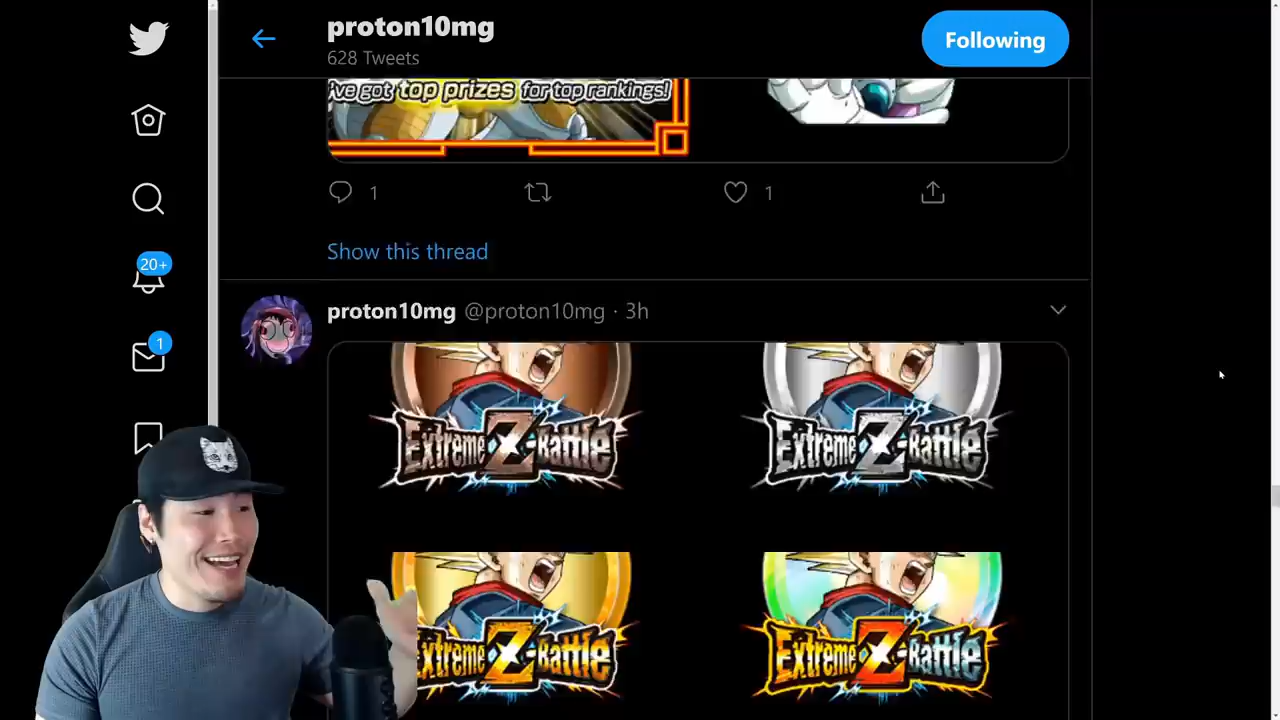 proton10mg
628 Tweets
Following
've got top prizes for top rankings!
1
1
Show this thread
20+
1
proton10mg @proton10mg · 3h
Extreme Z-Battle
Extreme Z-Battle
Extreme Z-Battle
Extreme Z-Battle